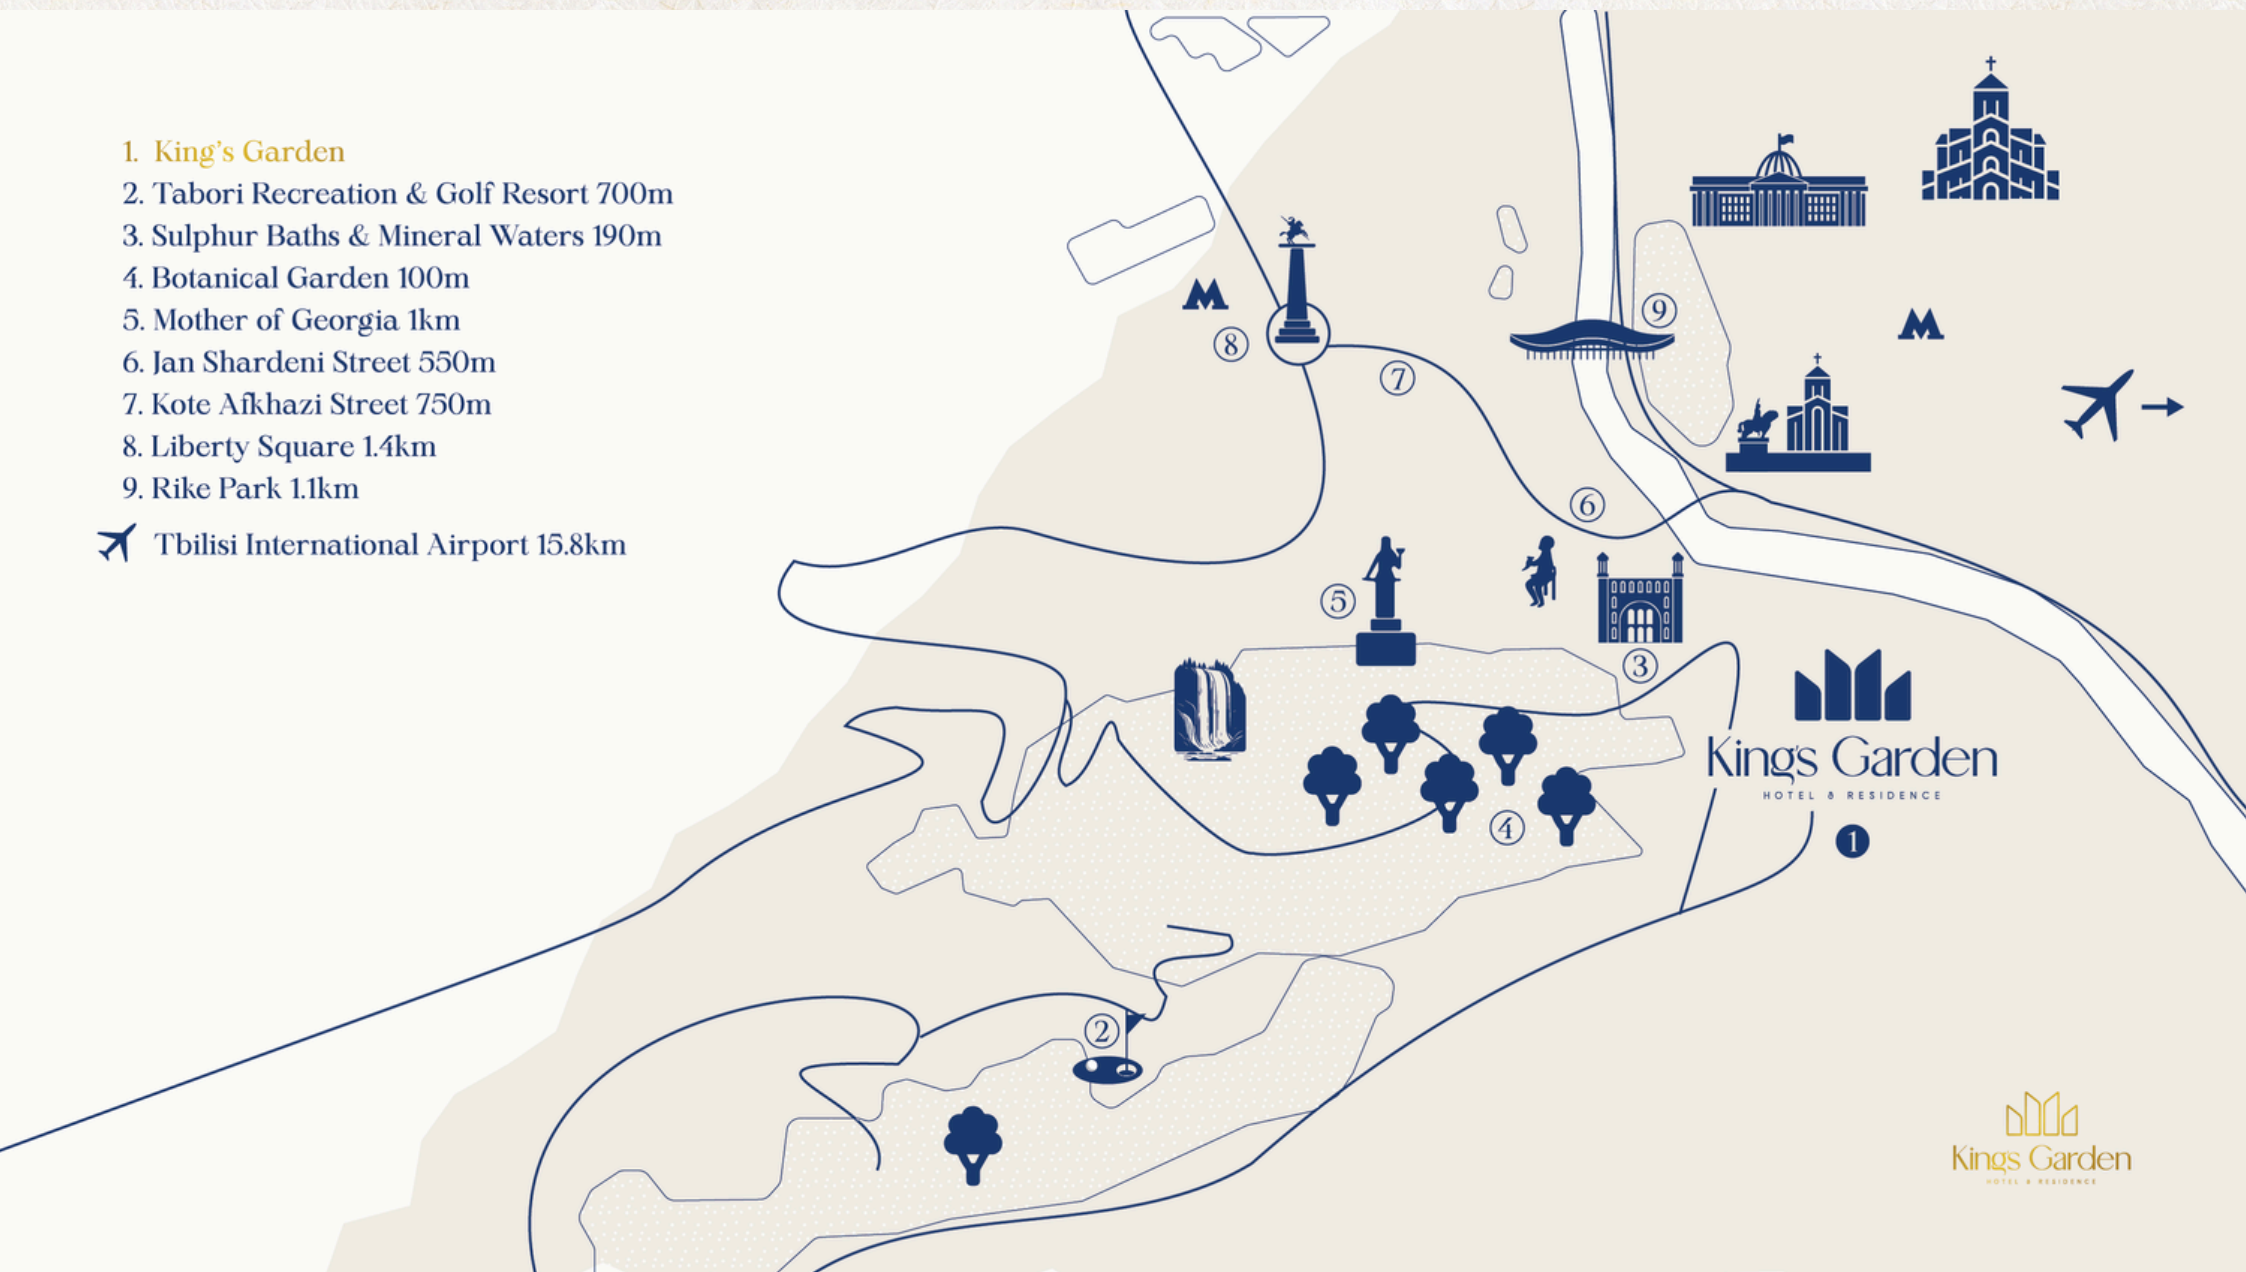 1. King's Garden
2. Tabori Recreation & Golf Resort 700m
3. Sulphur Baths & Mineral Waters 190m
4. Botanical Garden 100m
5. Mother of Georgia 1km
6. Jan Shardeni Street 550m
7. Kote Afkhazi Street 750m
8. Liberty Square 1.4km
9. Rike Park 1.1km
Tbilisi International Airport 15.8km
M
8
7
9
M
6
5
3
King's Garden
HOTEL & RESIDENCE
1
4
2
King's Garden
HOTEL & RESIDENCE